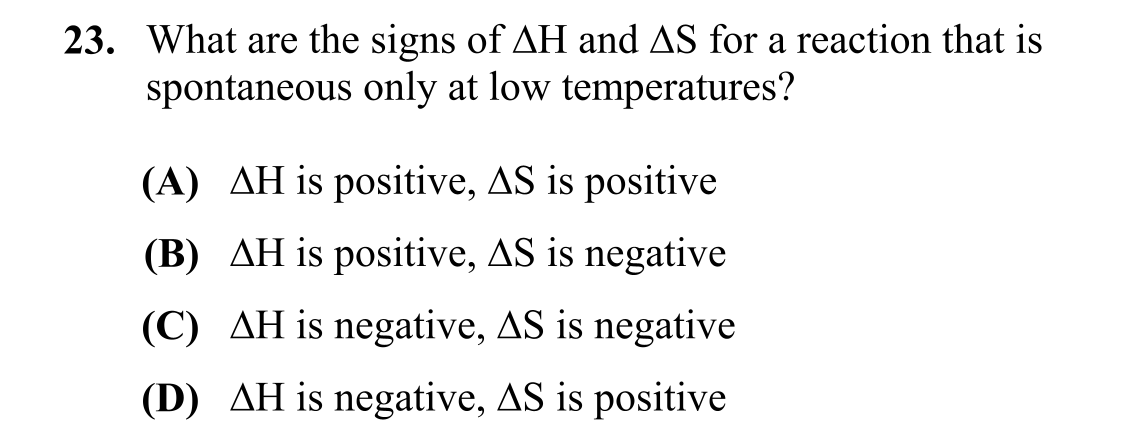 23. What are the signs of ΔH and ΔS for a reaction that is
spontaneous only at low temperatures?
(A) ΔH is positive, ΔS is positive
(B) ΔH is positive, ΔS is negative
(C) ΔH is negative, ΔS is negative
(D) ΔH is negative, ΔS is positive